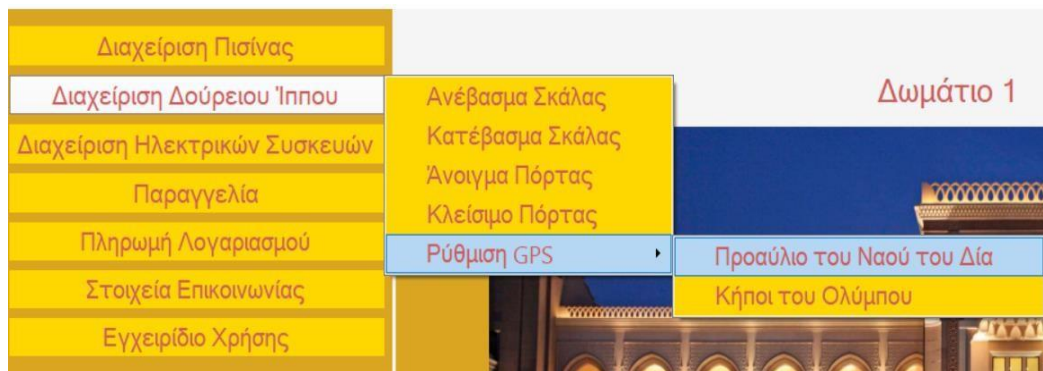 Διαχείριση Πισίνας
Διαχείριση Δούρειου Ίππου
Διαχείριση Ηλεκτρικών Συσκευών
Παραγγελία
Πληρωμή Λογαριασμού
Στοιχεία Επικοινωνίας
Εγχειρίδιο Χρήσης
Ανέβασμα Σκάλας
Κατέβασμα Σκάλας
Άνοιγμα Πόρτας
Κλείσιμο Πόρτας
Ρύθμιση GPS
Προαύλιο του Ναού του Δία
Κήποι του Ολύμπου
Δωμάτιο 1